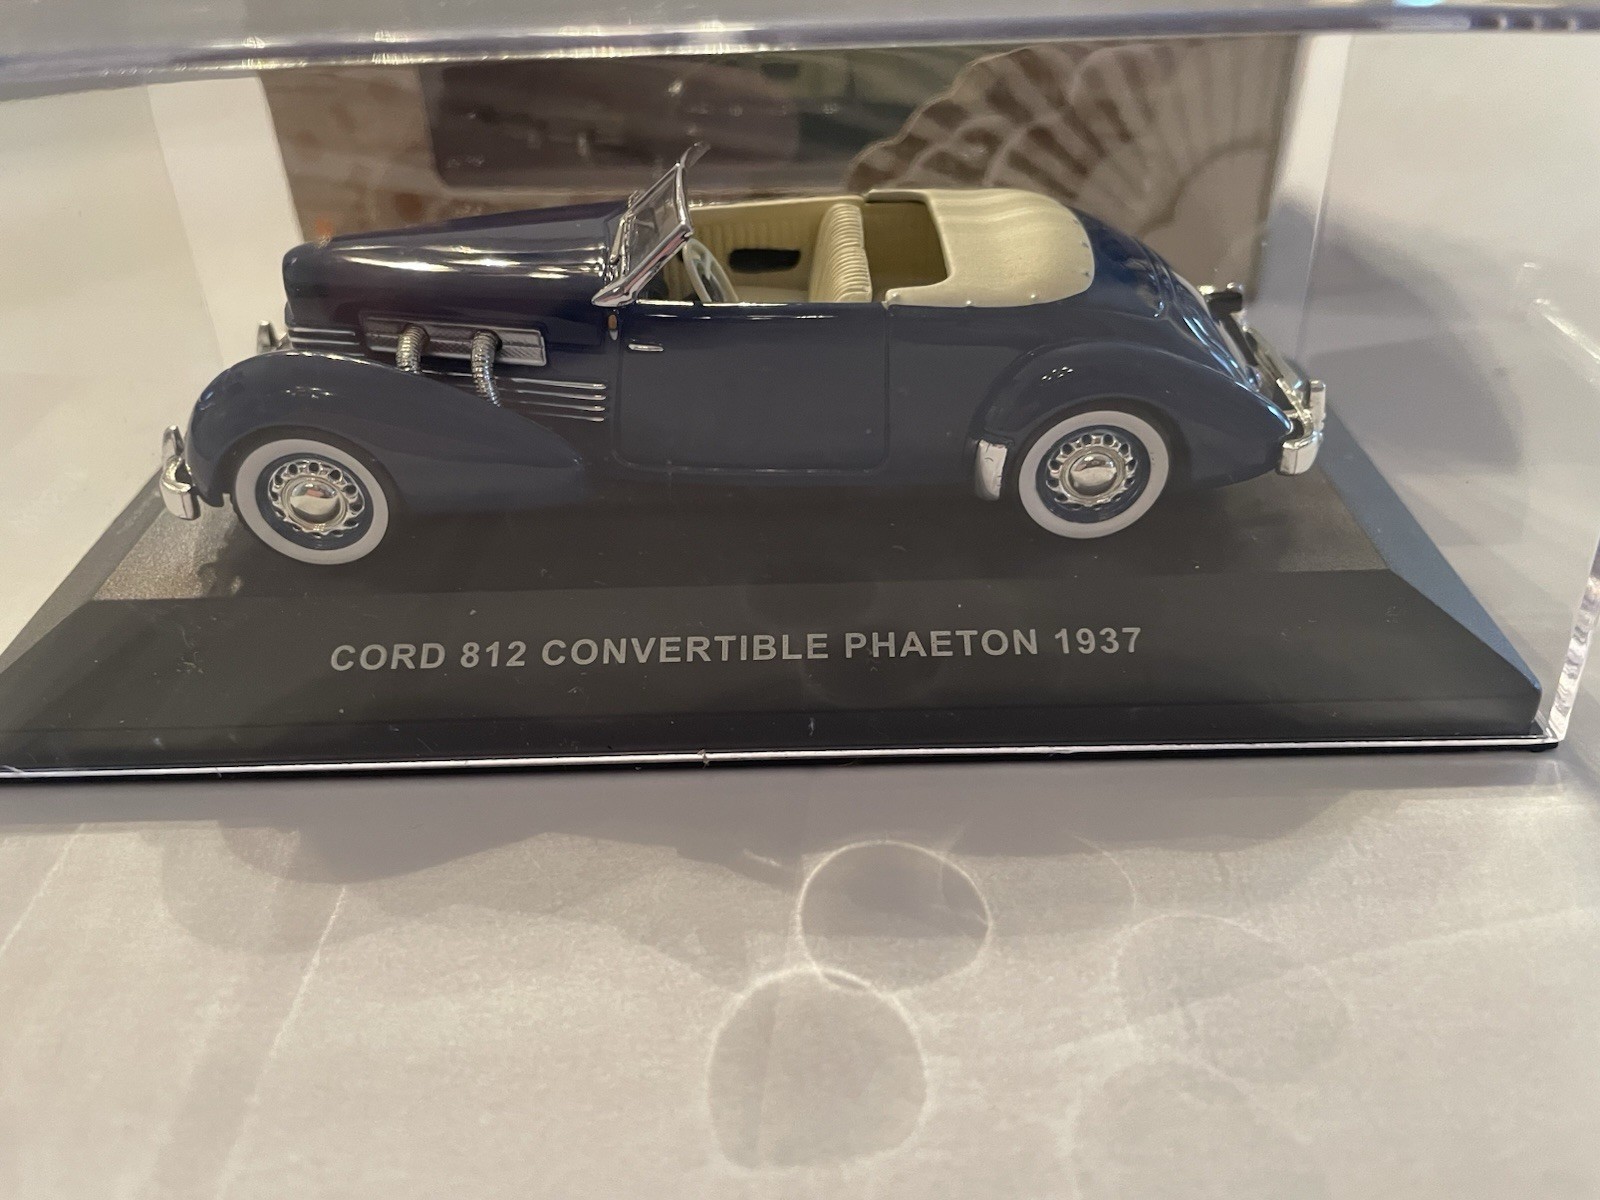 CORD 812 CONVERTIBLE PHAETON 1937